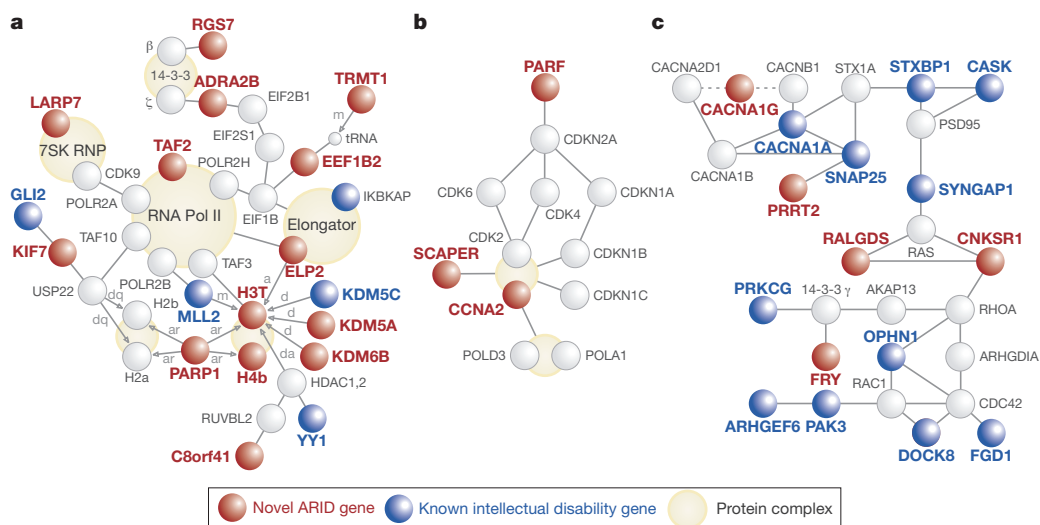 a
RGS7
β
14-3-3
ζ
ADRA2B
EIF2B1
TRMT1
m
tRNA
LARP7
7SK RNP
EIF2S1
TAF2
CDK9
POLR2H
EEF1B2
GLI2
POLR2A
RNA Pol II
EIF1B
IKBKAP
Elongator
KIF7
TAF10
TAF3
ELP2
USP22
POLR2B
a
dq
H2b
MLL2
m
H3T
d
KDM5C
dq
ar
ar
d
KDM5A
H2a
ar
PARP1
ar
H4b
d
KDM6B
da
HDAC1,2
RUVBL2
YY1
C8orf41
b
PARF
CDKN2A
CDK6
CDK4
CDKN1A
CDK2
CDKN1B
SCAPER
CCNA2
CDKN1C
POLD3
POLA1
c
CACNA2D1
CACNB1
STX1A
STXBP1
CASK
CACNA1G
PSD95
CACNA1A
CACNA1B
SNAP25
SYNGAP1
PRRT2
RALGDS
RAS
CNKSR1
PRKCG
14-3-3 γ
AKAP13
RHOA
OPHN1
FRY
ARHGDIA
RAC1
CDC42
ARHGEF6
PAK3
DOCK8
FGD1
Novel ARID gene
Known intellectual disability gene
Protein complex